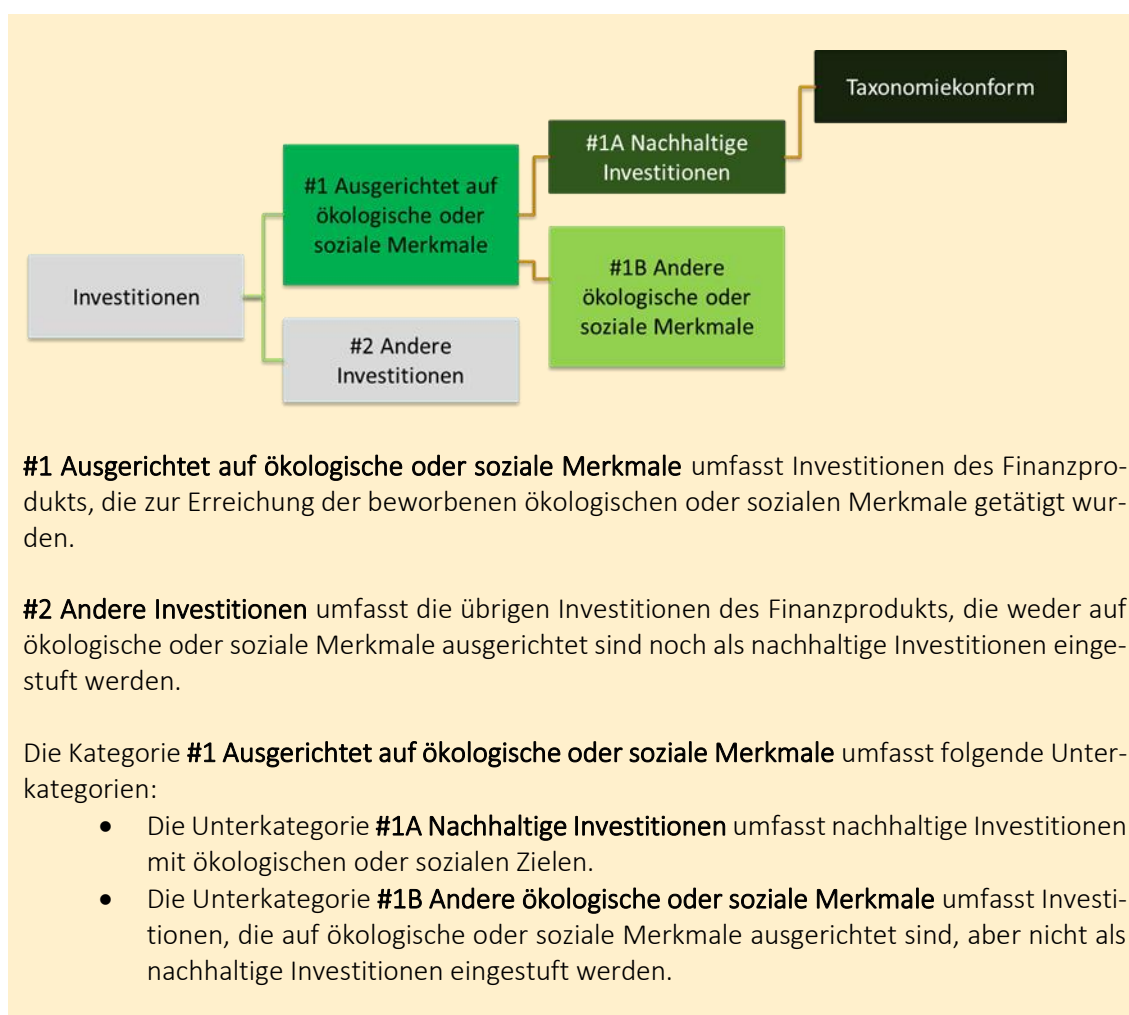 Taxonomiekonform
#1A Nachhaltige
Investitionen
#1 Ausgerichtet auf
ökologische oder
soziale Merkmale
#1B Andere
ökologische oder
soziale Merkmale
Investitionen
#2 Andere
Investitionen
#1 Ausgerichtet auf ökologische oder soziale Merkmale umfasst Investitionen des Finanzpro-
dukts, die zur Erreichung der beworbenen ökologischen oder sozialen Merkmale getätigt wur-
den.
#2 Andere Investitionen umfasst die übrigen Investitionen des Finanzprodukts, die weder auf
ökologische oder soziale Merkmale ausgerichtet sind noch als nachhaltige Investitionen einge-
stuft werden.
Die Kategorie #1 Ausgerichtet auf ökologische oder soziale Merkmale umfasst folgende Unter-
kategorien:
• Die Unterkategorie #1A Nachhaltige Investitionen umfasst nachhaltige Investitionen
mit ökologischen oder sozialen Zielen.
• Die Unterkategorie #1B Andere ökologische oder soziale Merkmale umfasst Investi-
tionen, die auf ökologische oder soziale Merkmale ausgerichtet sind, aber nicht als
nachhaltige Investitionen eingestuft werden.